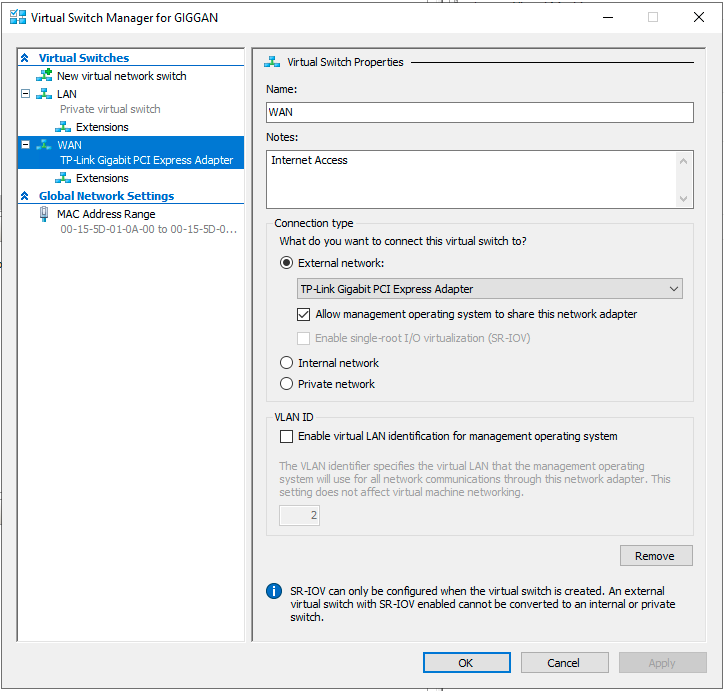 Virtual Switch Manager for GIGGAN
Virtual Switches
New virtual network switch
LAN
Private virtual switch
Extensions
WAN
TP-Link Gigabit PCI Express Adapter
Extensions
Global Network Settings
MAC Address Range
00-15-5D-01-0A-00 to 00-15-5D-0...
Virtual Switch Properties
Name:
WAN
Notes:
Internet Access
Connection type
What do you want to connect this virtual switch to?
External network:
TP-Link Gigabit PCI Express Adapter
Allow management operating system to share this network adapter
Enable single-root I/O virtualization (SR-IOV)
Internal network
Private network
VLAN ID
Enable virtual LAN identification for management operating system
The VLAN identifier specifies the virtual LAN that the management operating
system will use for all network communications through this network adapter. This
setting does not affect virtual machine networking.
2
Remove
SR-IOV can only be configured when the virtual switch is created. An external
virtual switch with SR-IOV enabled cannot be converted to an internal or private
switch.
OK
Cancel
Apply